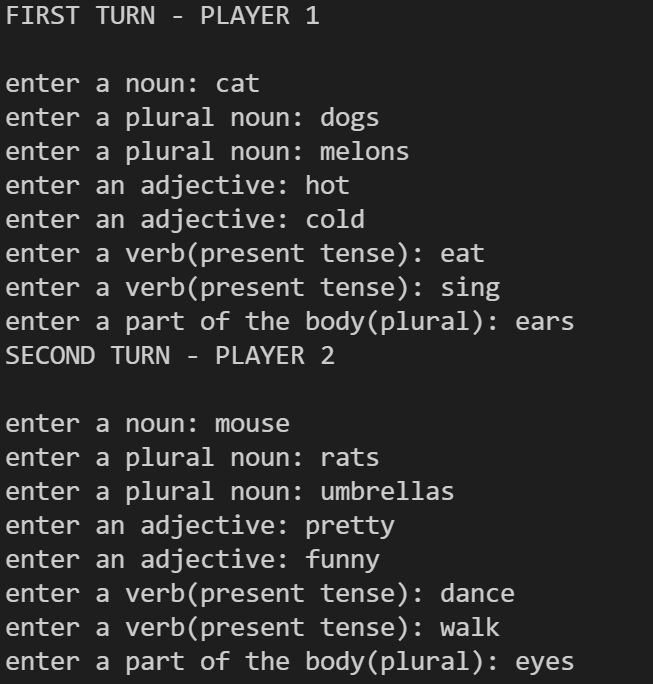 FIRST TURN - PLAYER 1
enter a noun: cat
enter a plural noun: dogs
enter a plural noun: melons
enter an adjective: hot
enter an adjective: cold
enter a verb(present tense): eat
enter a verb(present tense): sing
enter a part of the body(plural): ears
SECOND TURN - PLAYER 2
enter a noun: mouse
enter a plural noun: rats
enter a plural noun: umbrellas
enter an adjective: pretty
enter an adjective: funny
enter a verb(present tense): dance
enter a verb(present tense): walk
enter a part of the body(plural): eyes